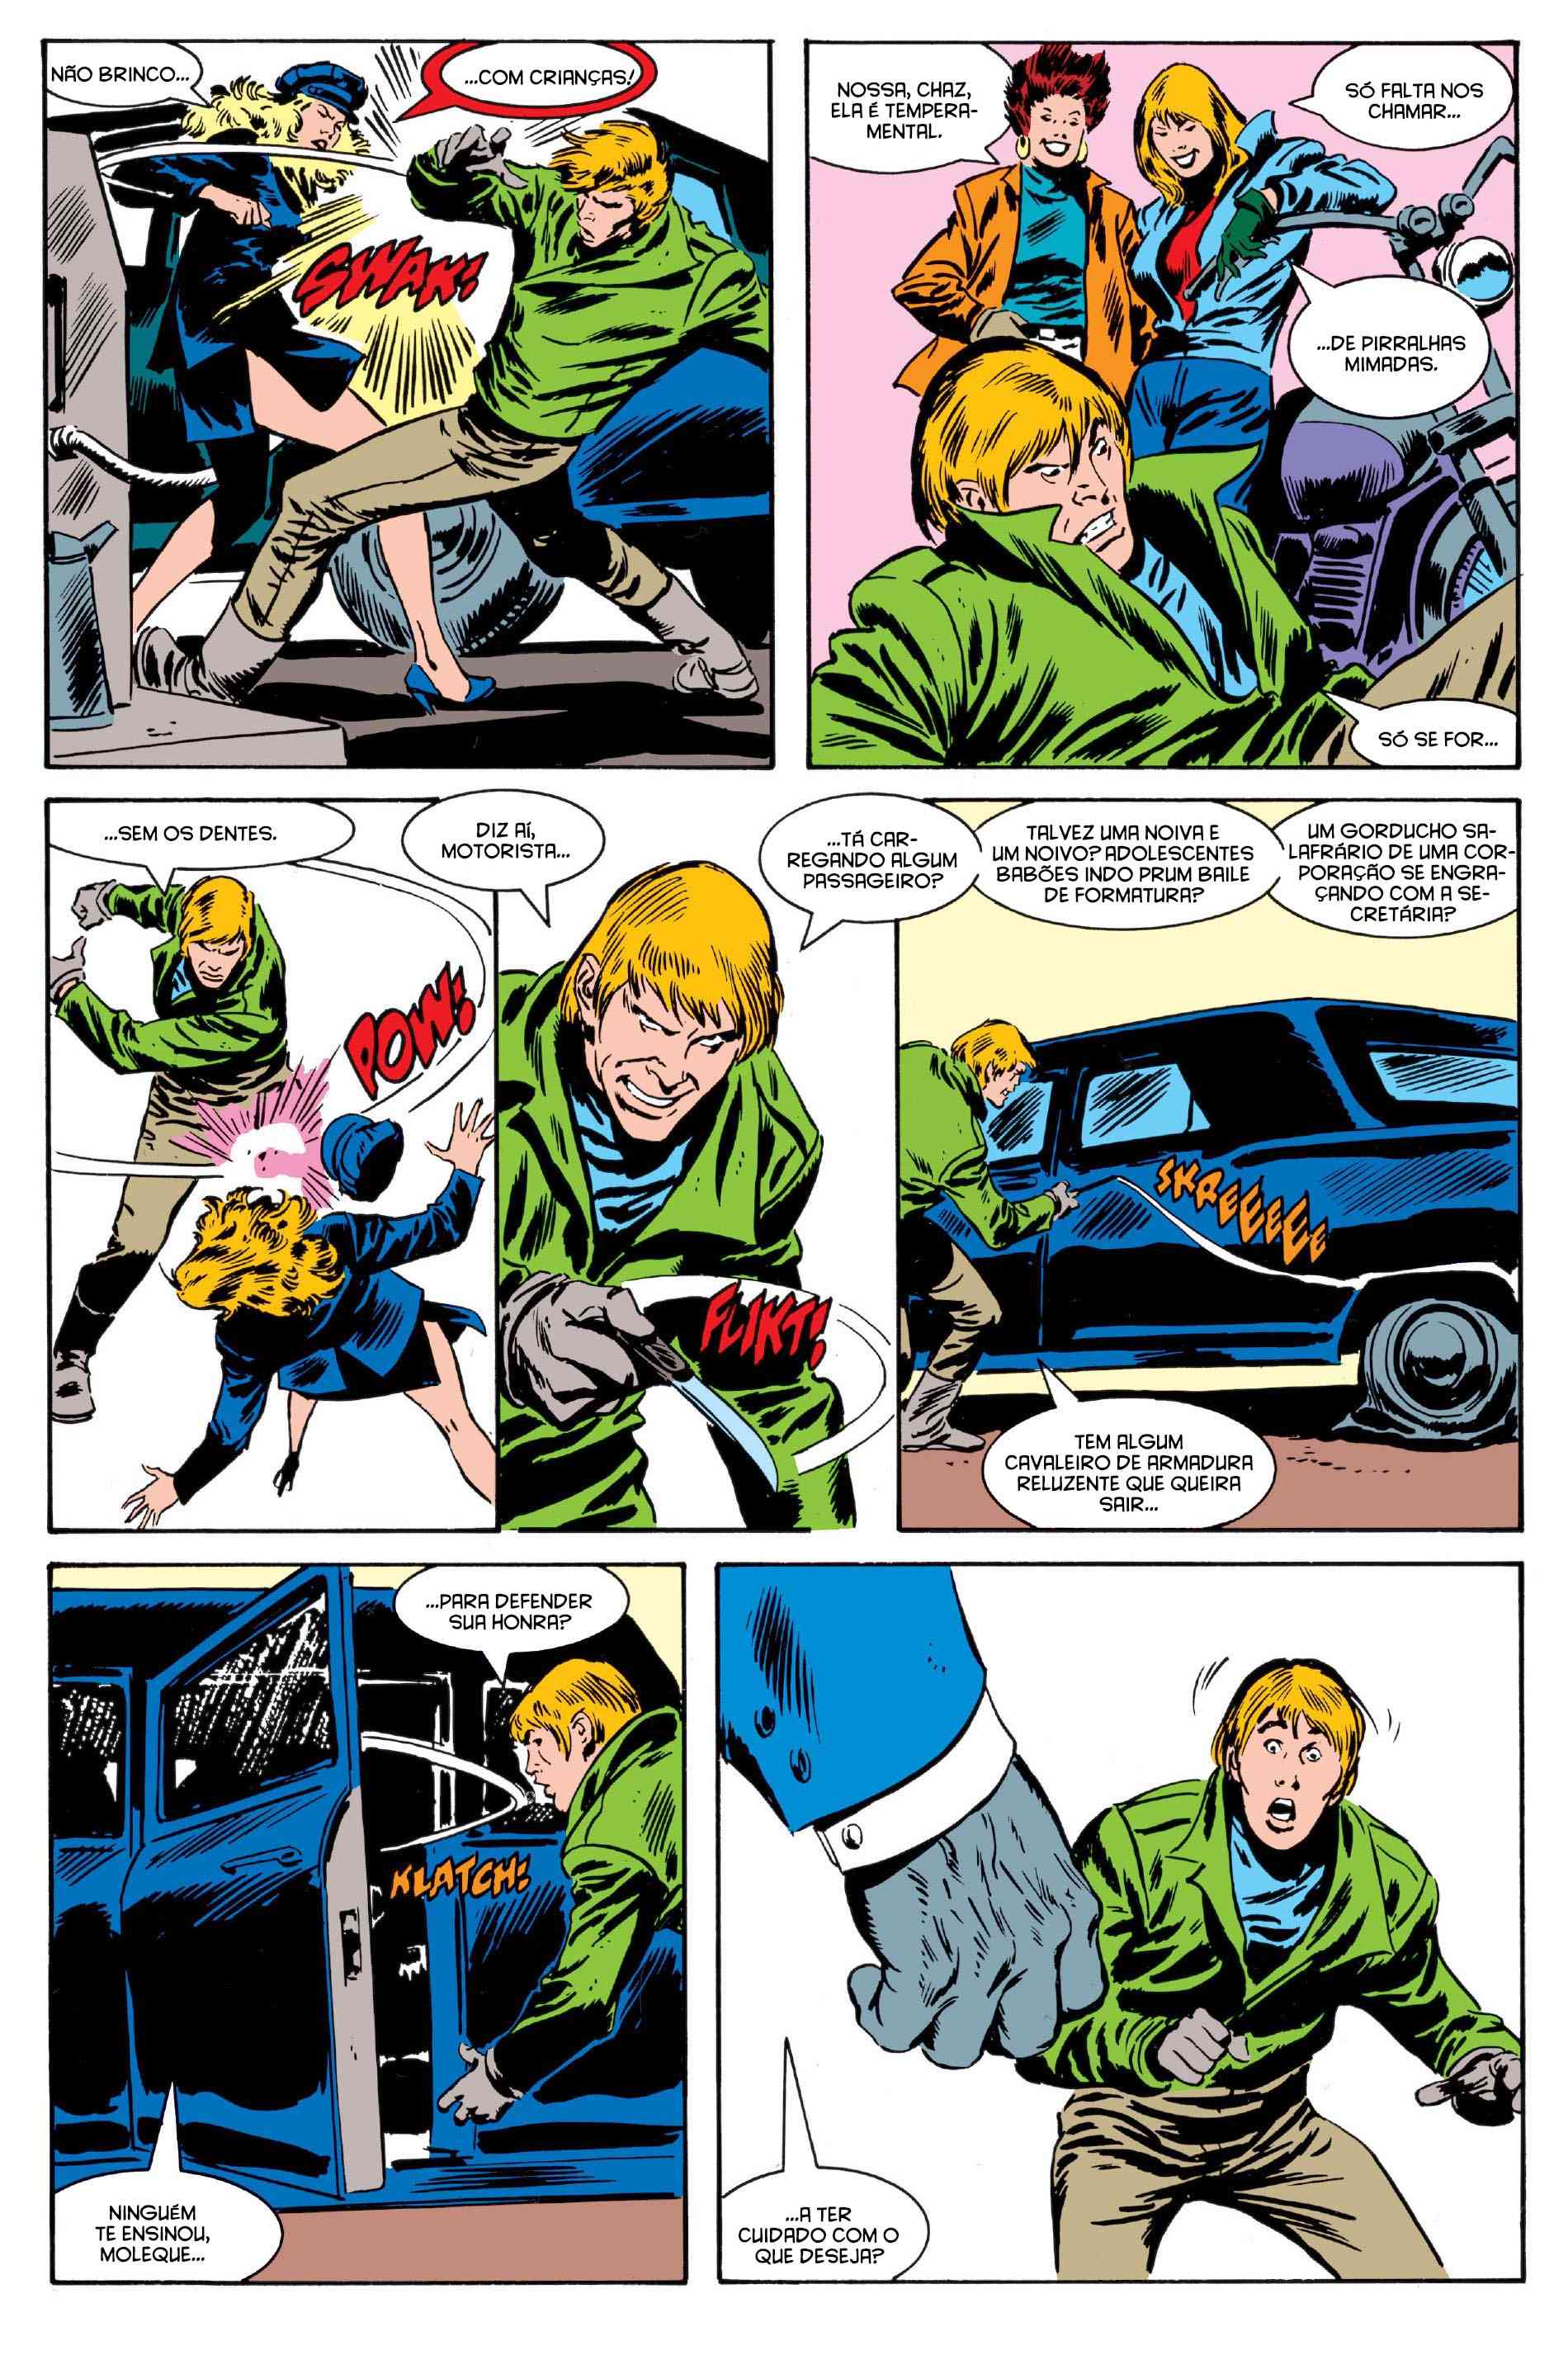 NÃO BRINCO...
...COM CRIANÇAS!
SWAK!
NOSSA, CHAZ,
ELA É TEMPERA-
MENTAL.
SÓ FALTA NOS
CHAMAR...
...DE PIRRALHAS
MIMADAS.
SÓ SE FOR...
...SEM OS DENTES.
POW!
DIZ AÍ,
MOTORISTA...
...TÁ CAR-
REGANDO ALGUM
PASSAGEIRO?
FLIKT!
TALVEZ UMA NOIVA E
UM NOIVO? ADOLESCENTES
BABÕES INDO PRUM BAILE
DE FORMATURA?
UM GORDUCHO SA-
LAFRÁRIO DE UMA COR-
PORAÇÃO SE ENGRA-
ÇANDO COM A SE-
CRETÁRIA?
SKREEEEEE
TEM ALGUM
CAVALEIRO DE ARMADURA
RELUZENTE QUE QUEIRA
SAIR...
...PARA DEFENDER
SUA HONRA?
KLATCH!
NINGUÉM
TE ENSINOU,
MOLEQUE...
...A TER
CUIDADO COM O
QUE DESEJA?